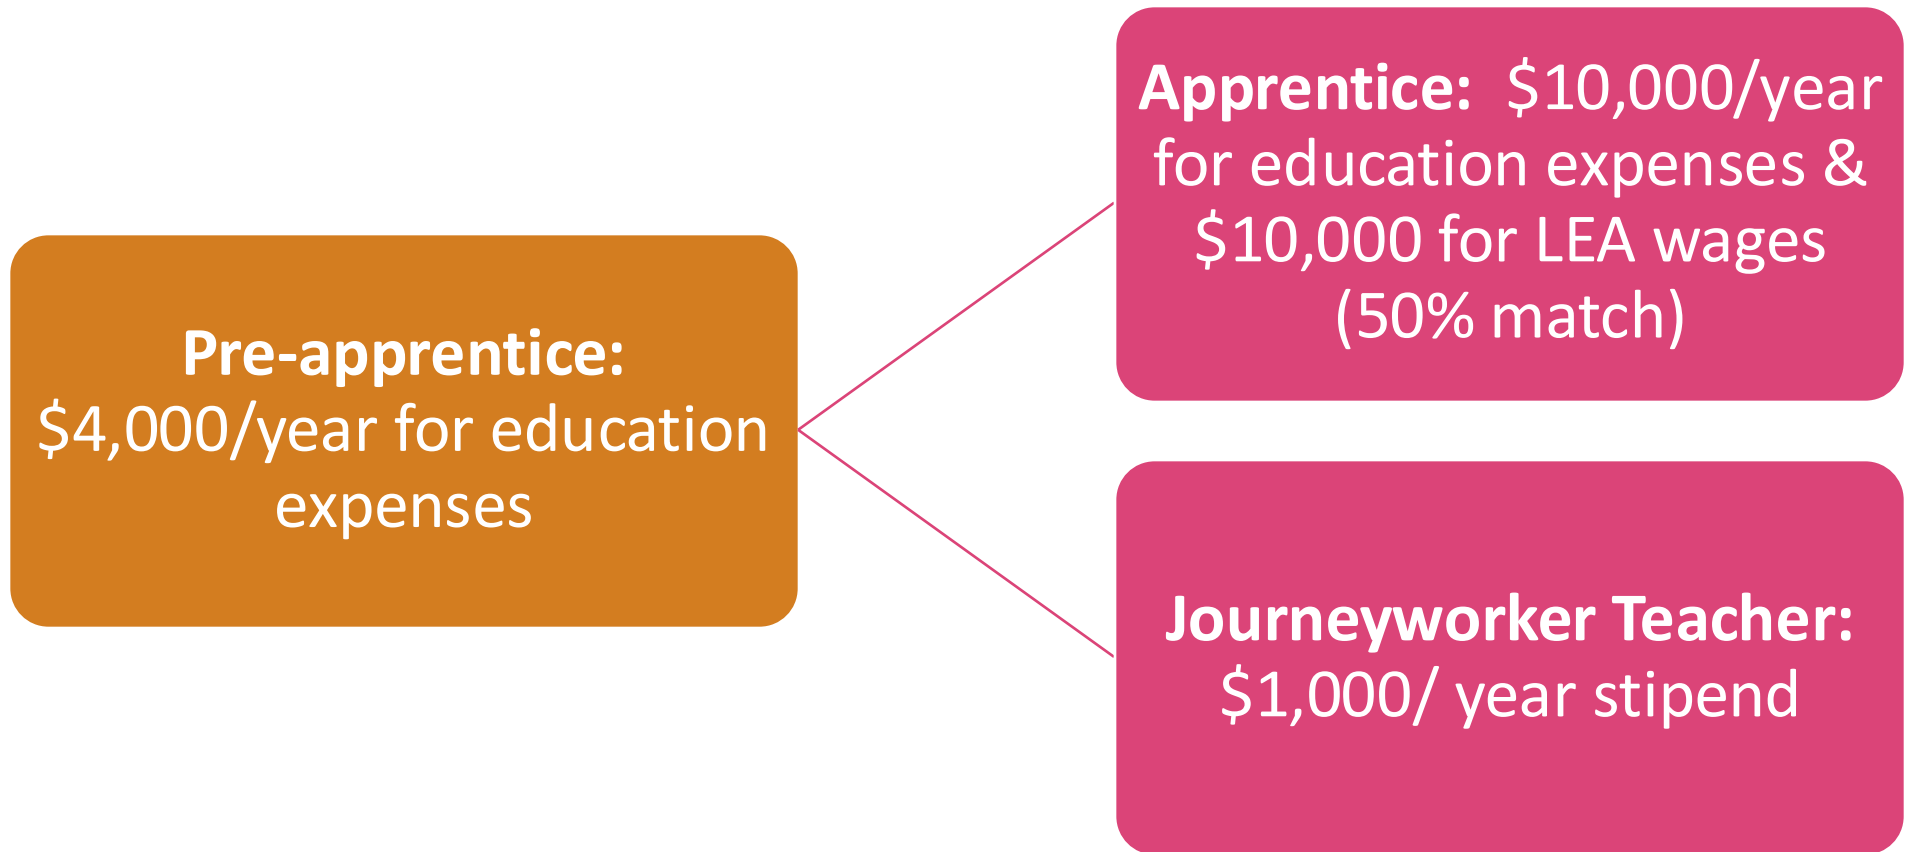 Pre-apprentice:
$4,000/year for education
expenses
Apprentice:  $10,000/year
for education expenses &
$10,000 for LEA wages
(50% match)
Journeyworker Teacher:
$1,000/ year stipend